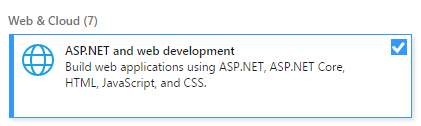 Web & Cloud (7)
ASP.NET and web development
Build web applications using ASP.NET, ASP.NET Core,
HTML, JavaScript, and CSS.